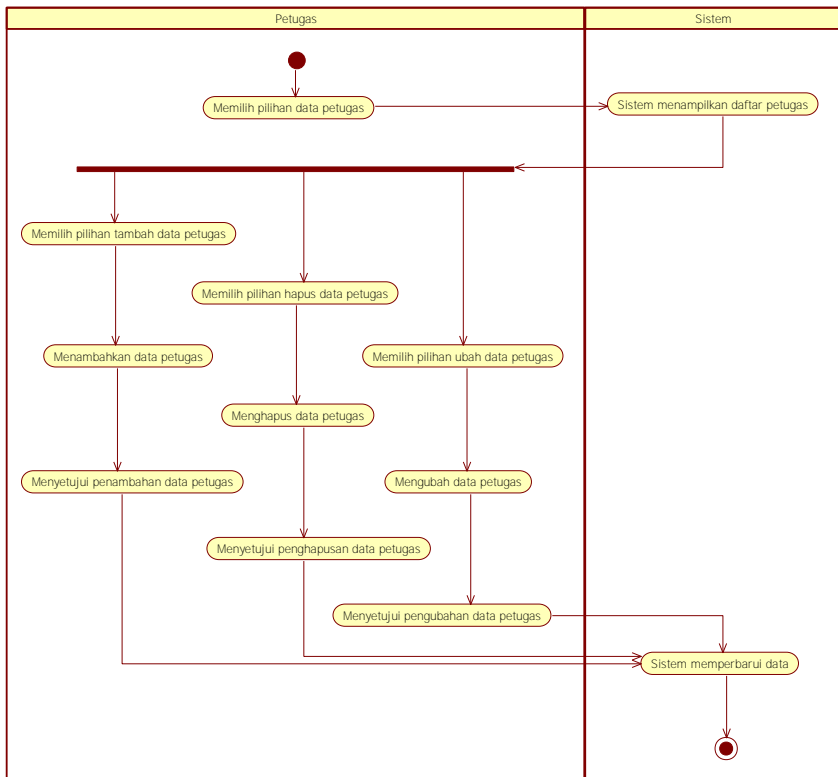 Petugas
Sistem
Memilih pilihan data petugas
Sistem menampilkan daftar petugas
Memilih pilihan tambah data petugas
Memilih pilihan hapus data petugas
Menambahkan data petugas
Memilih pilihan ubah data petugas
Menghapus data petugas
Menyetujui penambahan data petugas
Mengubah data petugas
Menyetujui penghapusan data petugas
Menyetujui pengubahan data petugas
Sistem memperbarui data